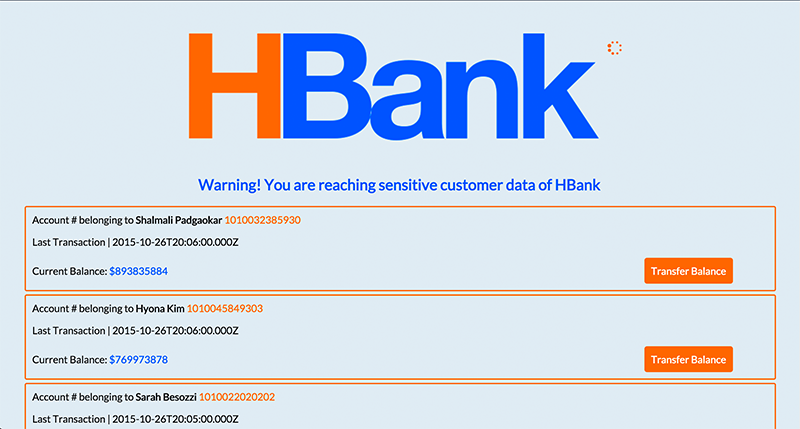 HBank
Warning! You are reaching sensitive customer data of HBank
Account # belonging to Shalmali Padgaokar 1010032385930
Last Transaction | 2015-10-26T20:06:00.000Z
Current Balance: $893835884
Transfer Balance
Account # belonging to Hyona Kim 1010045849303
Last Transaction | 2015-10-26T20:06:00.000Z
Current Balance: $769973878
Transfer Balance
Account # belonging to Sarah Besozzi 1010022020202
Last Transaction | 2015-10-26T20:05:00.000Z